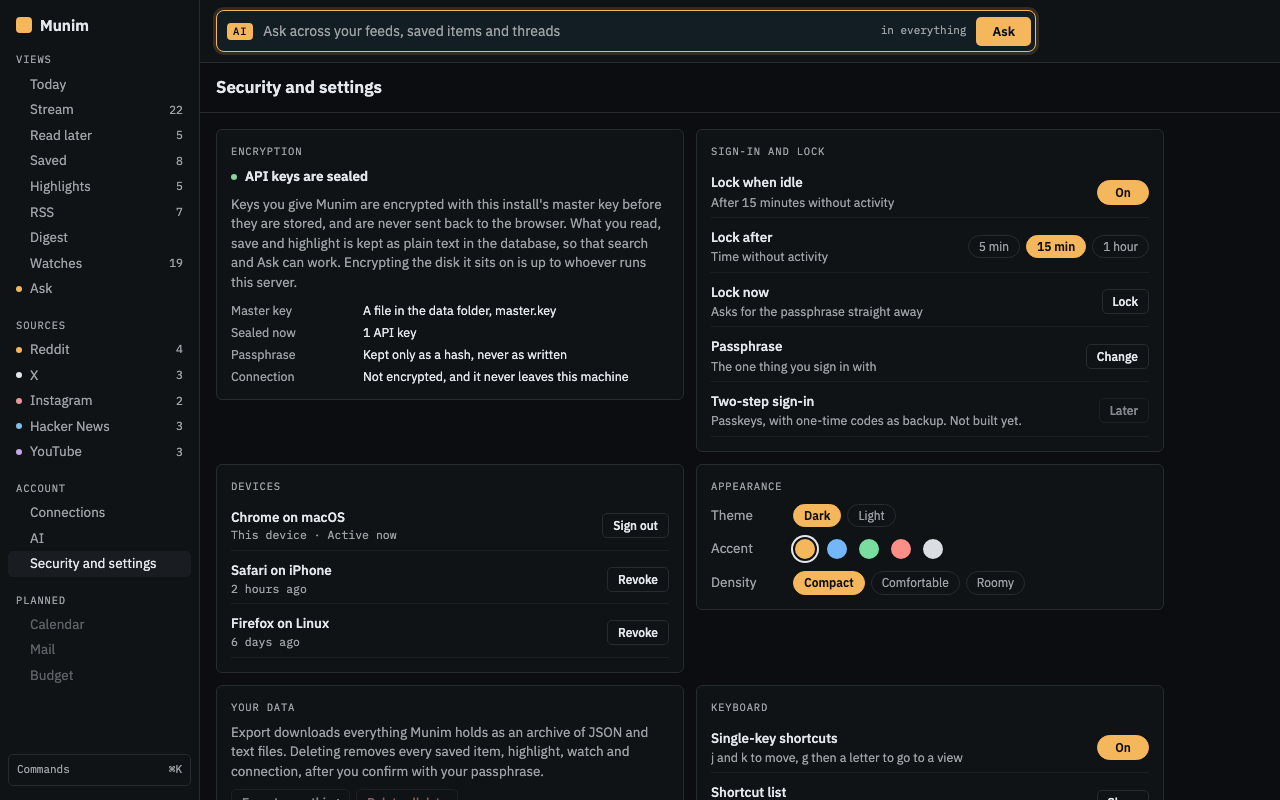 Munim
VIEWS
Today
Stream 22
Read later 5
Saved 8
Highlights 5
RSS 7
Digest
Watches 19
Ask
SOURCES
Reddit 4
X 3
Instagram 2
Hacker News 3
YouTube 3
ACCOUNT
Connections
AI
Security and settings
PLANNED
Calendar
Mail
Budget
Commands ⌘K
AI Ask across your feeds, saved items and threads in everything Ask
Security and settings
ENCRYPTION
API keys are sealed
Keys you give Munim are encrypted with this install's master key before
they are stored, and are never sent back to the browser. What you read,
save and highlight is kept as plain text in the database, so that search
and Ask can work. Encrypting the disk it sits on is up to whoever runs
this server.
Master key A file in the data folder, master.key
Sealed now 1 API key
Passphrase Kept only as a hash, never as written
Connection Not encrypted, and it never leaves this machine
SIGN-IN AND LOCK
Lock when idle
After 15 minutes without activity
On
Lock after
Time without activity
5 min 15 min 1 hour
Lock now
Asks for the passphrase straight away
Lock
Passphrase
The one thing you sign in with
Change
Two-step sign-in
Passkeys, with one-time codes as backup. Not built yet.
Later
DEVICES
Chrome on macOS
This device · Active now
Sign out
Safari on iPhone
2 hours ago
Revoke
Firefox on Linux
6 days ago
Revoke
APPEARANCE
Theme Dark Light
Accent
Density Compact Comfortable Roomy
YOUR DATA
Export downloads everything Munim holds as an archive of JSON and
text files. Deleting removes every saved item, highlight, watch and
connection, after you confirm with your passphrase.
KEYBOARD
Single-key shortcuts
j and k to move, g then a letter to go to a view
On
Shortcut list